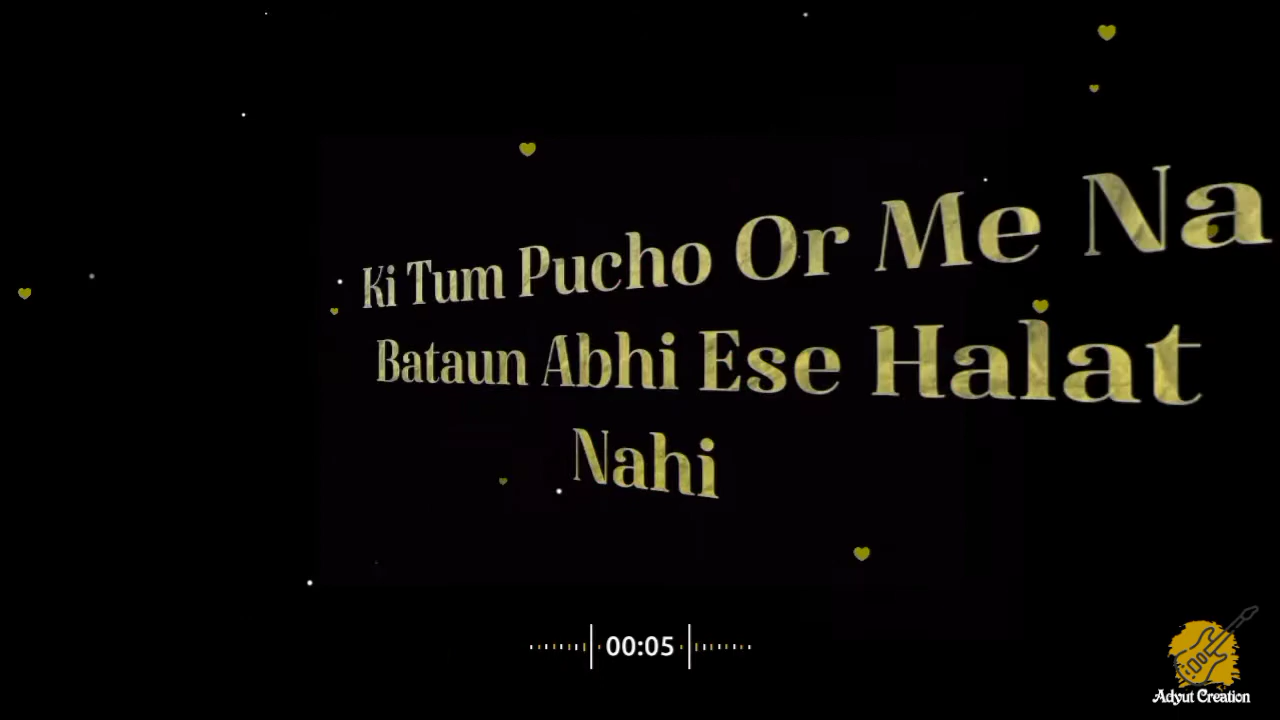 Ki Tum Pucho Or Me Na
Bataun Abhi Ese Halat
Nahi
00:05
Adyut Creation